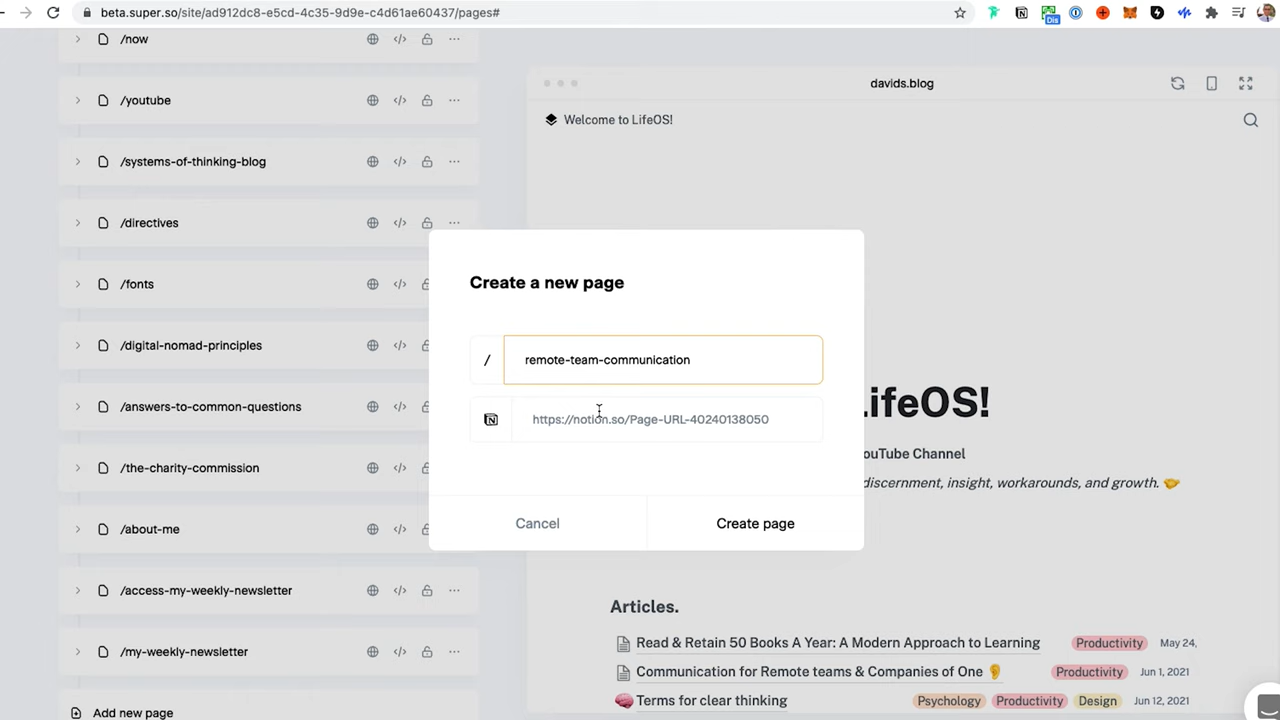 beta.super.so/site/ad912dc8-e5cd-4c35-9d9e-c4d61ae60437/pages#
Dis
/now
/youtube
/systems-of-thinking-blog
/directives
/fonts
/digital-nomad-principles
/answers-to-common-questions
/the-charity-commission
/about-me
/access-my-weekly-newsletter
/my-weekly-newsletter
Add new page
Create a new page
/ remote-team-communication
https://notion.so/Page-URL-40240138050
Cancel Create page
davids.blog
Welcome to LifeOS!
ifeOS!
ouTube Channel
discernment, insight, workarounds, and growth. 🤝
Articles.
Read & Retain 50 Books A Year: A Modern Approach to Learning Productivity May 24,
Communication for Remote teams & Companies of One 👂 Productivity Jun 1, 2021
🧠 Terms for clear thinking Psychology Productivity Design Jun 12, 2021